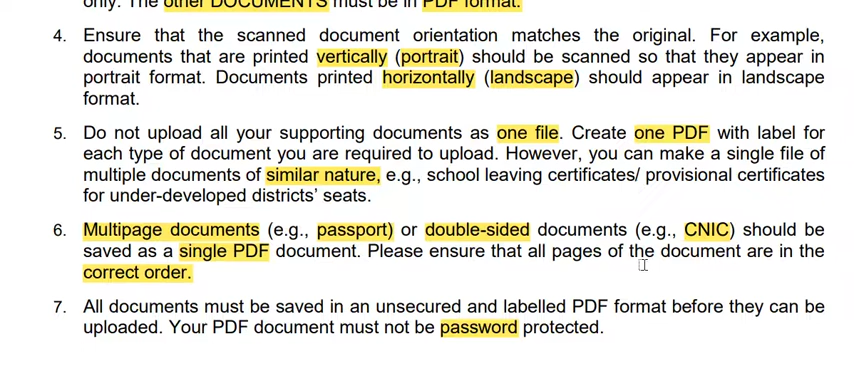 only. The other DOCUMENTS must be in PDF format.
4. Ensure that the scanned document orientation matches the original. For example,
documents that are printed vertically (portrait) should be scanned so that they appear in
portrait format. Documents printed horizontally (landscape) should appear in landscape
format.
5. Do not upload all your supporting documents as one file. Create one PDF with label for
each type of document you are required to upload. However, you can make a single file of
multiple documents of similar nature, e.g., school leaving certificates/ provisional certificates
for under-developed districts’ seats.
6. Multipage documents (e.g., passport) or double-sided documents (e.g., CNIC) should be
saved as a single PDF document. Please ensure that all pages of the document are in the
correct order.
7. All documents must be saved in an unsecured and labelled PDF format before they can be
uploaded. Your PDF document must not be password protected.